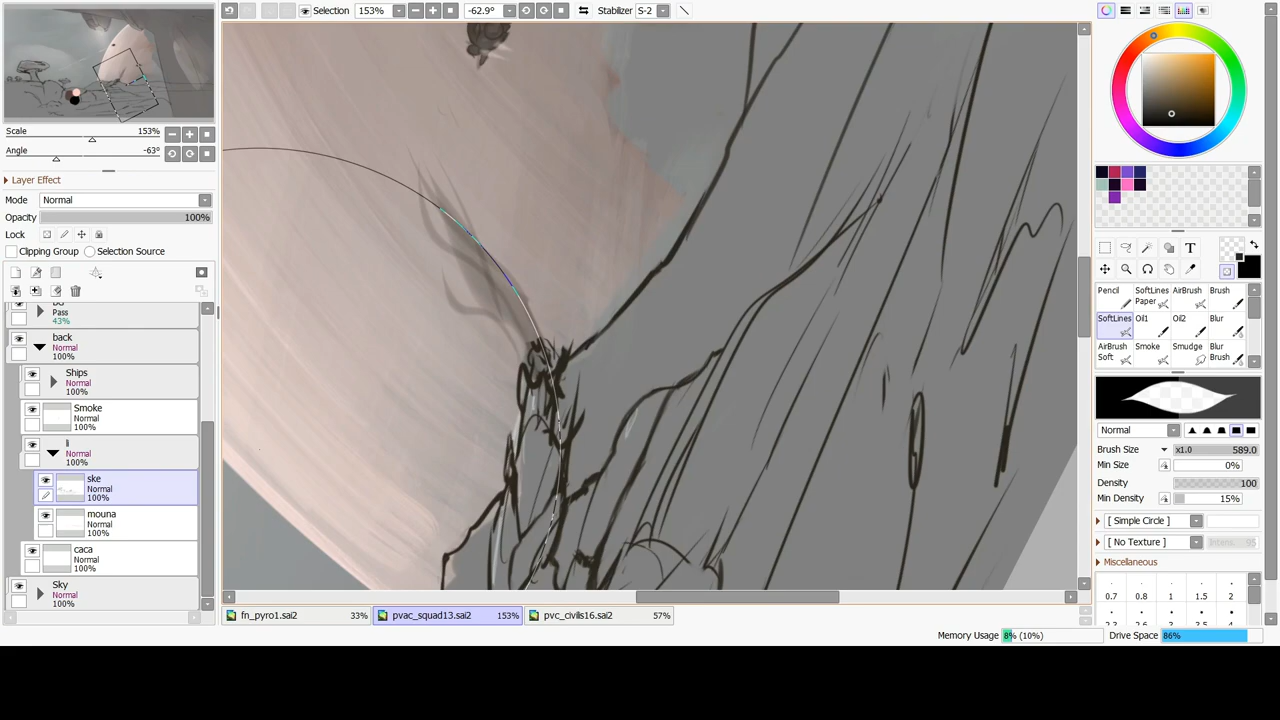 Selection 153% -62.9° Stabilizer S-2
Scale 153%
Angle -63°
Layer Effect
Mode Normal
Opacity 100%
Lock
Clipping Group Selection Source
Pass
43%
back
Normal
100%
Ships
Normal
100%
Smoke
Normal
100%
Normal
100%
ske
Normal
100%
mouna
Normal
100%
caca
Normal
100%
Sky
Normal
100%
fn_pyro1.sai2 33% pvac_squad13.sai2 153% pvc_civilis16.sai2 57%
Memory Usage 8% (10%) Drive Space 86%
T
Pencil SoftLines Paper AirBrush Brush
SoftLines Oil1 Oil2 Blur
AirBrush Soft Smoke Smudge Blur Brush
Normal
Brush Size x1.0 589.0
Min Size 0%
Density 100
Min Density 15%
[ Simple Circle ]
[ No Texture ] Intens. 95
Miscellaneous
0.7 0.8 1 1.5 2